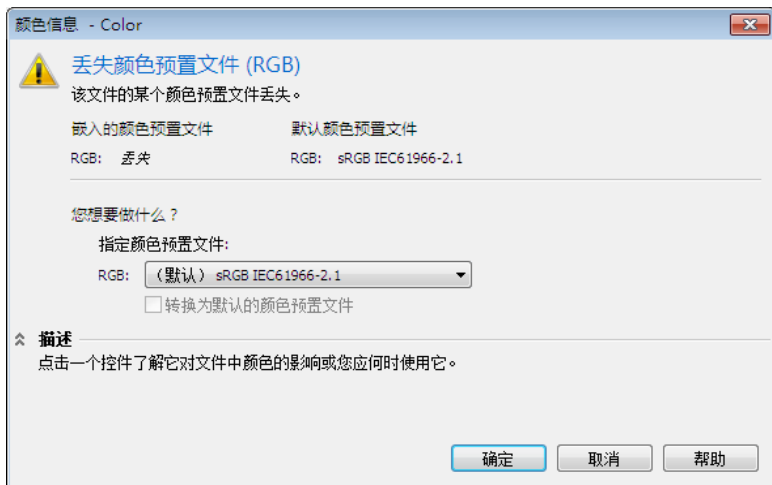 颜色信息 - Color
丢失颜色预置文件 (RGB)
该文件的某个颜色预置文件丢失。
嵌入的颜色预置文件 默认颜色预置文件
RGB: 丢失 RGB: sRGB IEC61966-2.1
您想要做什么？
指定颜色预置文件:
RGB: （默认） sRGB IEC61966-2.1
转换为默认的颜色预置文件
描述
点击一个控件了解它对文件中颜色的影响或您应何时使用它。
确定 取消 帮助